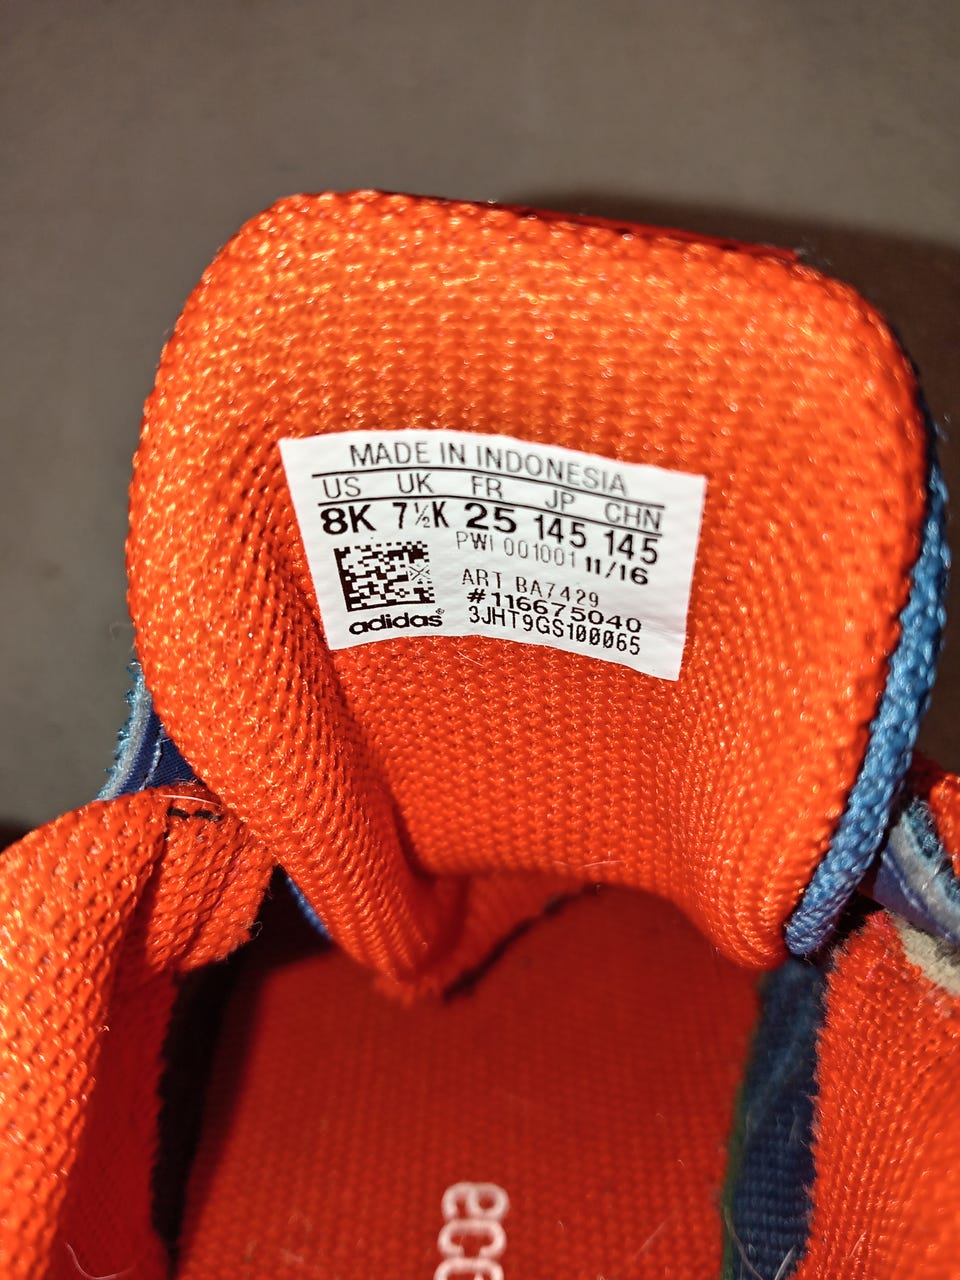 MADE IN INDONESIA
US UK FR JP CHN
8K 7½K 25 145 145
PWI 001001 11/16
ART BA7429
#116675040
3JHT9GS100065
adidas®